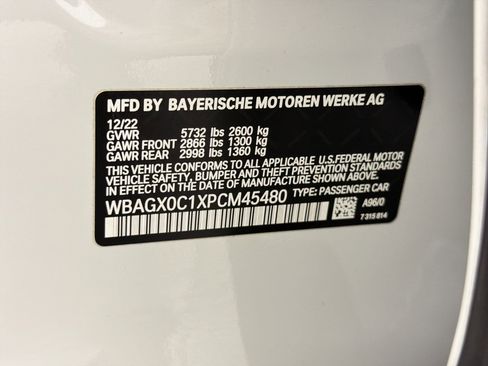 MFD BY BAYERISCHE MOTOREN WERKE AG
12/22
GVWR 5732 lbs 2600 kg
GAWR FRONT 2866 lbs 1300 kg
GAWR REAR 2998 lbs 1360 kg
THIS VEHICLE CONFORMS TO ALL APPLICABLE U.S.FEDERAL MOTOR
VEHICLE SAFETY, BUMPER AND THEFT PREVENTION STANDARDS
IN EFFECT ON THE DATE OF MANUFACTURE SHOWN ABOVE.
WBAGX0C1XPCM45480 TYPE: PASSENGER CAR
A96/0
7 315 814